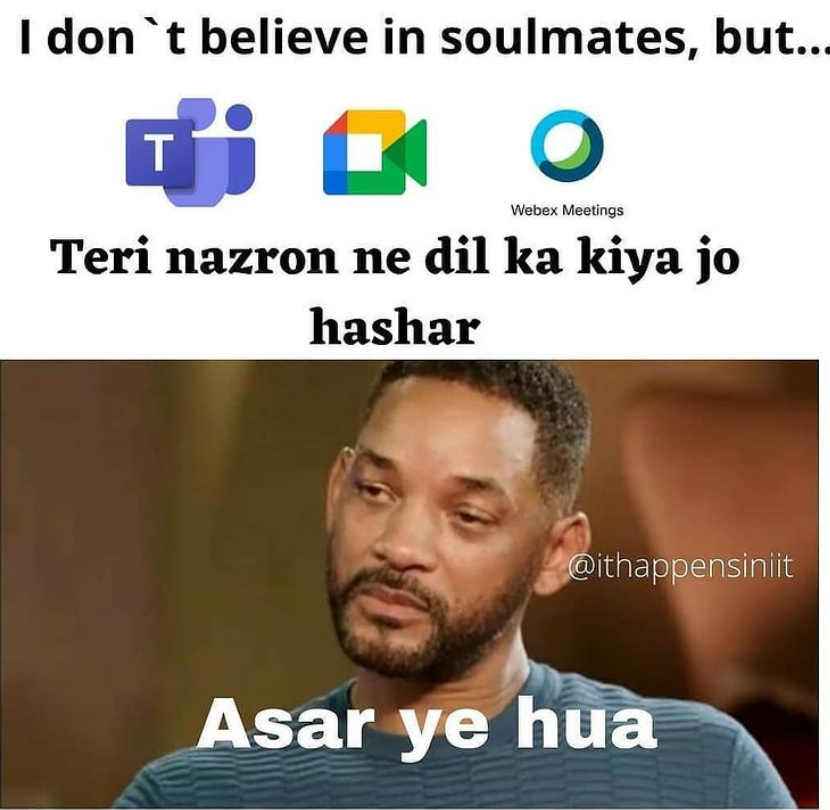 I don`t believe in soulmates, but...
T
Webex Meetings
Teri nazron ne dil ka kiya jo
hashar
@ithappensiniit
Asar ye hua